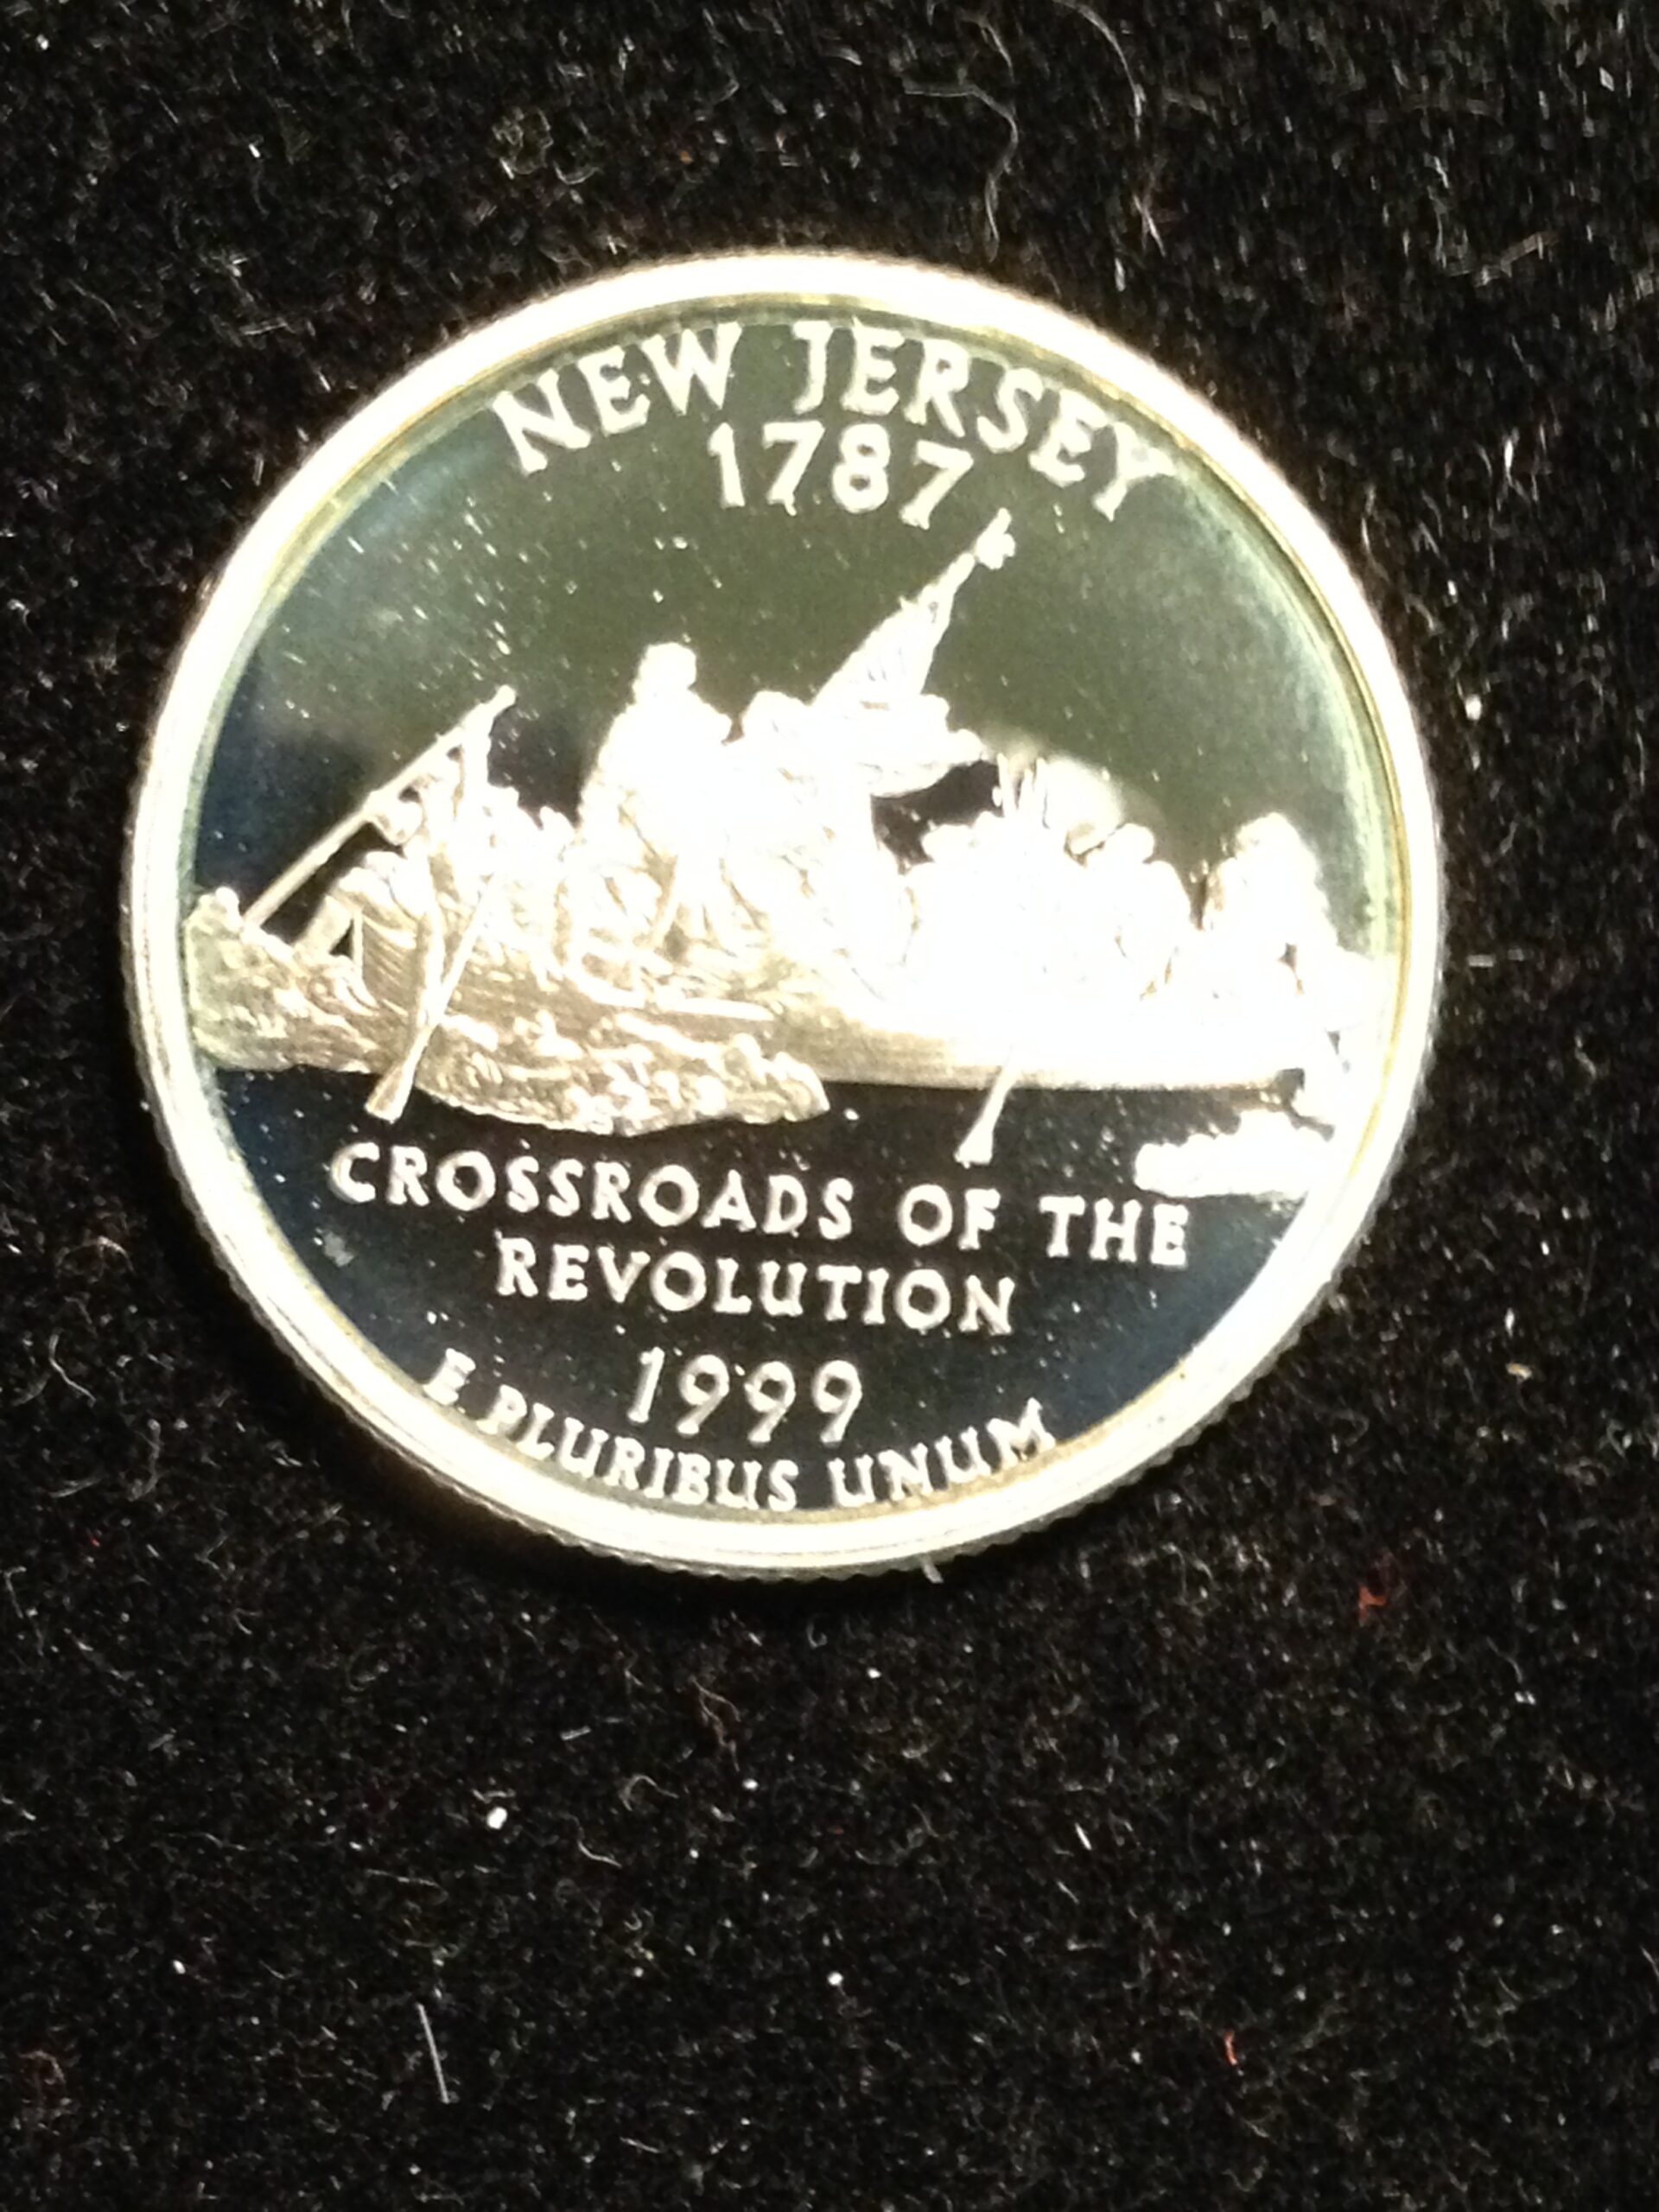 NEW JERSEY
1787
CROSSROADS OF THE
REVOLUTION
1999
E PLURIBUS UNUM